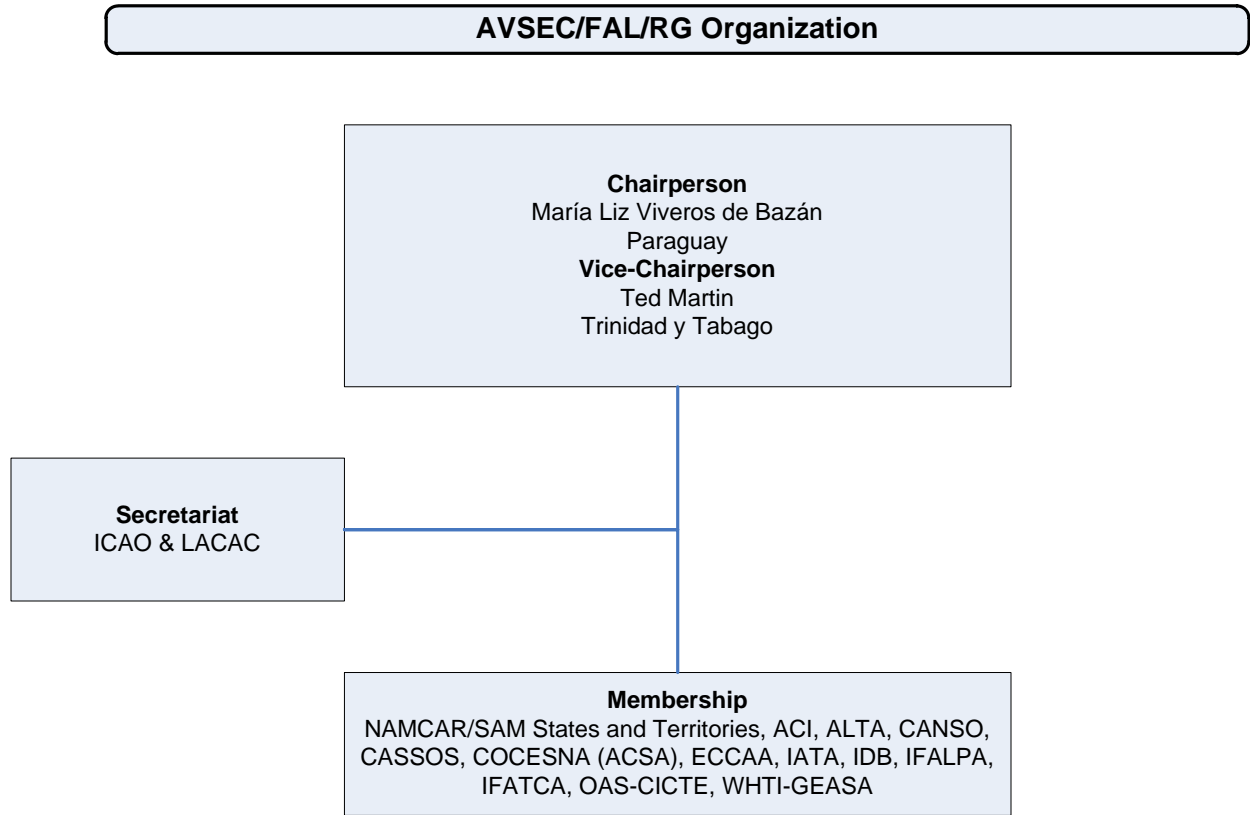 AVSEC/FAL/RG Organization
Chairperson
María Liz Viveros de Bazán
Paraguay
Vice-Chairperson
Ted Martin
Trinidad y Tabago
Secretariat
ICAO & LACAC
Membership
NAMCAR/SAM States and Territories, ACI, ALTA, CANSO,
CASSOS, COCESNA (ACSA), ECCAA, IATA, IDB, IFALPA,
IFATCA, OAS-CICTE, WHTI-GEASA